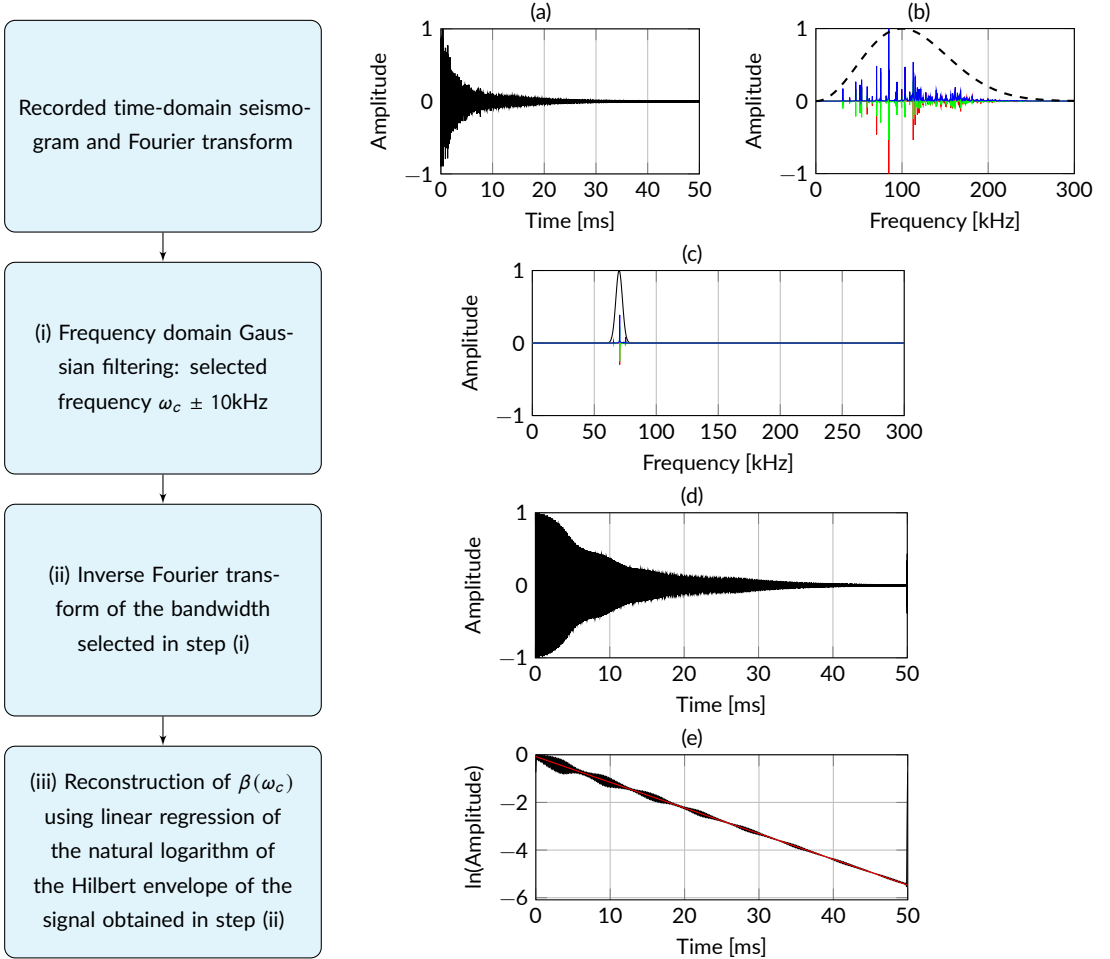 Recorded time-domain seismo-
gram and Fourier transform
(i) Frequency domain Gaus-
sian filtering: selected
frequency ω_c ± 10kHz
(ii) Inverse Fourier trans-
form of the bandwidth
selected in step (i)
(iii) Reconstruction of β(ω_c)
using linear regression of
the natural logarithm of
the Hilbert envelope of the
signal obtained in step (ii)
(a)
Amplitude
1
0
−1
0 10 20 30 40 50
Time [ms]
(b)
Amplitude
1
0
−1
0 100 200 300
Frequency [kHz]
(c)
Amplitude
1
0
−1
0 50 100 150 200 250 300
Frequency [kHz]
(d)
Amplitude
1
0
−1
0 10 20 30 40 50
Time [ms]
(e)
ln(Amplitude)
0
−2
−4
−6
0 10 20 30 40 50
Time [ms]